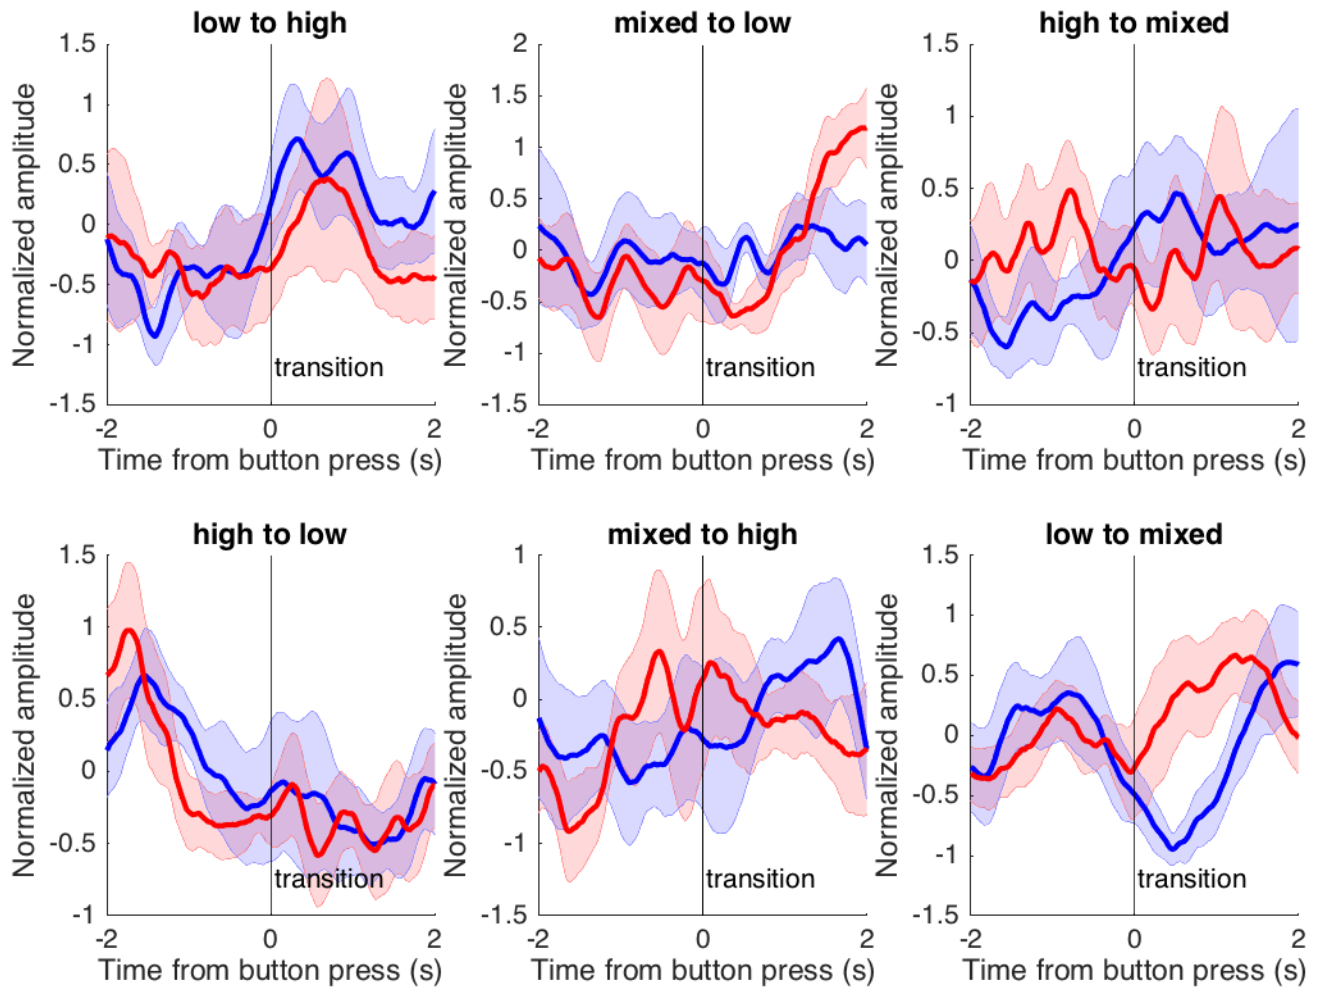 low to high
mixed to low
high to mixed
1.5
1
0.5
0
-0.5
-1
-1.5
2
1.5
1
0.5
0
-0.5
-1
-1.5
1
0.5
0
-0.5
-1
Normalized amplitude
Normalized amplitude
Normalized amplitude
transition
transition
transition
-2 0 2
-2 0 2
-2 0 2
Time from button press (s)
Time from button press (s)
Time from button press (s)
high to low
mixed to high
low to mixed
1.5
1
0.5
0
-0.5
-1
1
0.5
0
-0.5
-1
-1.5
1.5
1
0.5
0
-0.5
-1
-1.5
Normalized amplitude
Normalized amplitude
Normalized amplitude
transition
transition
transition
-2 0 2
-2 0 2
-2 0 2
Time from button press (s)
Time from button press (s)
Time from button press (s)